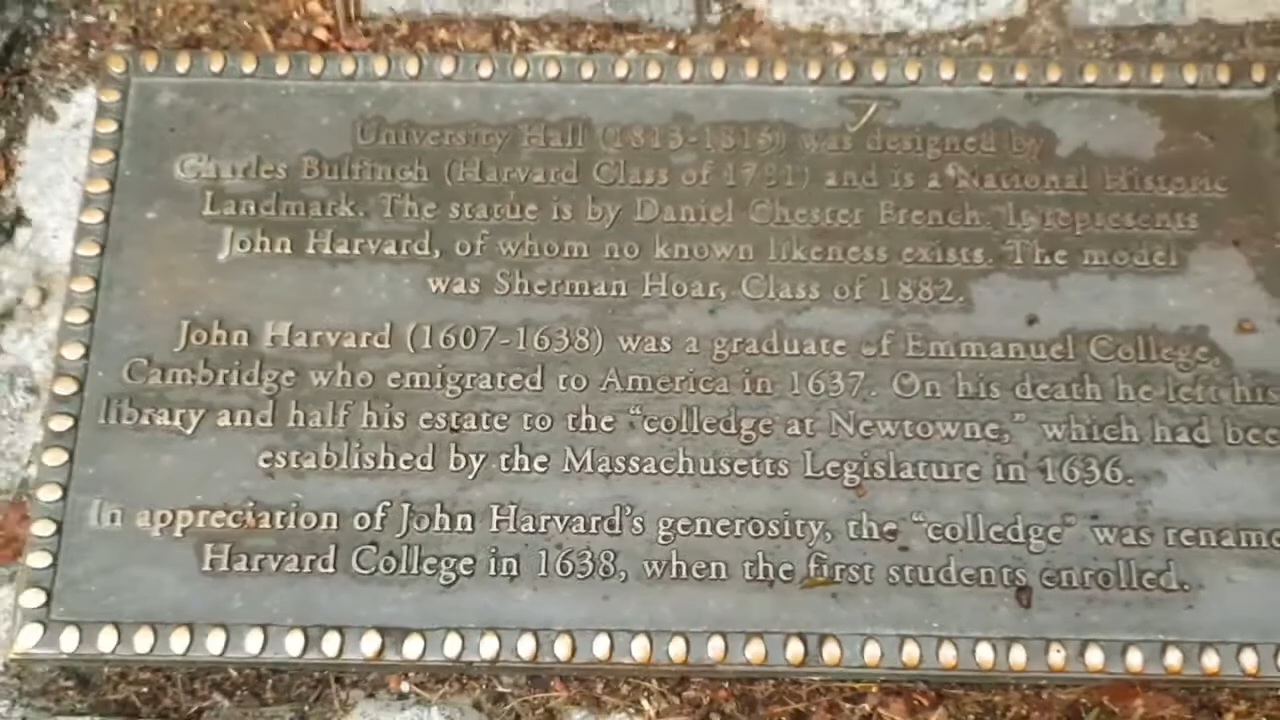 University Hall (1813-1815) was designed by
Charles Bulfinch (Harvard Class of 1781) and is a National Historic
Landmark. The statue is by Daniel Chester French. It represents
John Harvard, of whom no known likeness exists. The model
was Sherman Hoar, Class of 1882.
John Harvard (1607-1638) was a graduate of Emmanuel College,
Cambridge who emigrated to America in 1637. On his death he left his
library and half his estate to the “colledge at Newtowne,” which had bee
established by the Massachusetts Legislature in 1636.
In appreciation of John Harvard's generosity, the “colledge” was rename
Harvard College in 1638, when the first students enrolled.